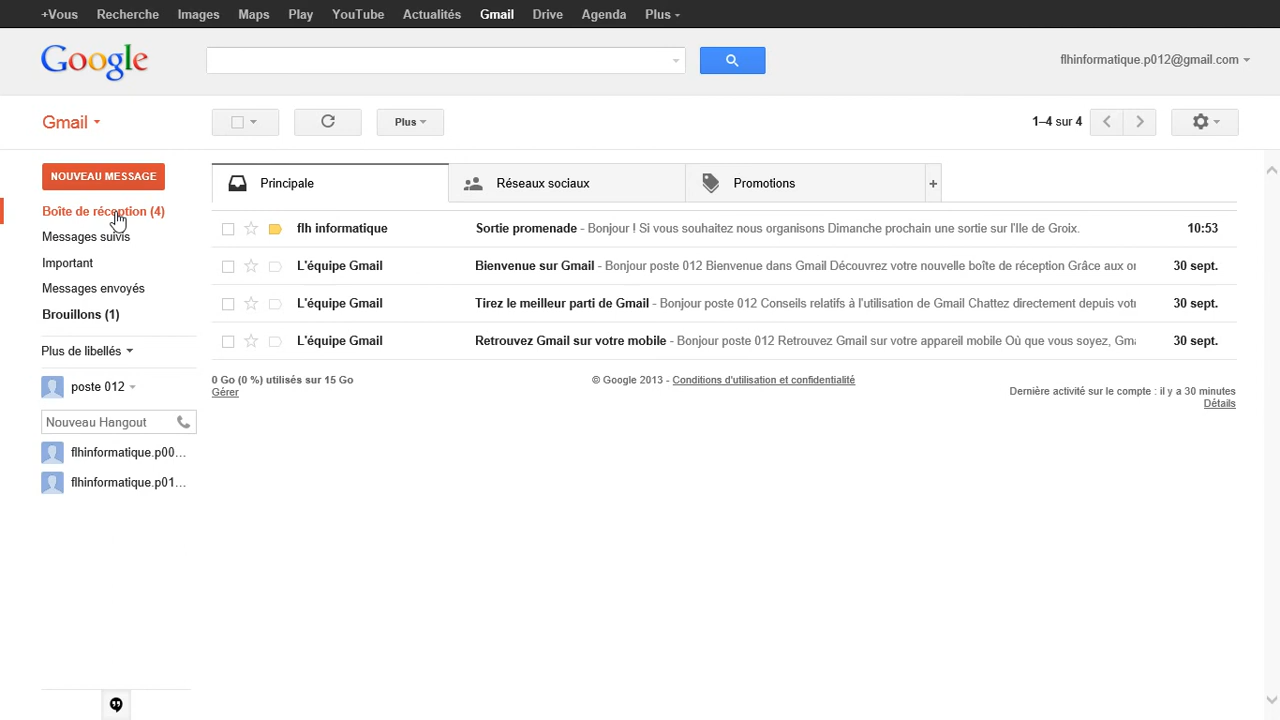 +Vous Recherche Images Maps Play YouTube Actualités Gmail Drive Agenda Plus
Google
flhinformatique.p012@gmail.com
Gmail
Plus
1–4 sur 4
NOUVEAU MESSAGE
Principale
Réseaux sociaux
Promotions
+
Boîte de réception (4)
Messages suivis
Important
Messages envoyés
Brouillons (1)
Plus de libellés
poste 012
Nouveau Hangout
flhinformatique.p00...
flhinformatique.p01...
flh informatique Sortie promenade - Bonjour ! Si vous souhaitez nous organisons Dimanche prochain une sortie sur l'Ile de Groix. 10:53
L'équipe Gmail Bienvenue sur Gmail - Bonjour poste 012 Bienvenue dans Gmail Découvrez votre nouvelle boîte de réception Grâce aux 30 sept.
L'équipe Gmail Tirez le meilleur parti de Gmail - Bonjour poste 012 Conseils relatifs à l'utilisation de Gmail Chattez directement depuis 30 sept.
L'équipe Gmail Retrouvez Gmail sur votre mobile - Bonjour poste 012 Retrouvez Gmail sur votre appareil mobile Où que vous soyez, 30 sept.
0 Go (0 %) utilisés sur 15 Go
Gérer
© Google 2013 - Conditions d'utilisation et confidentialité
Dernière activité sur le compte : il y a 30 minutes
Détails